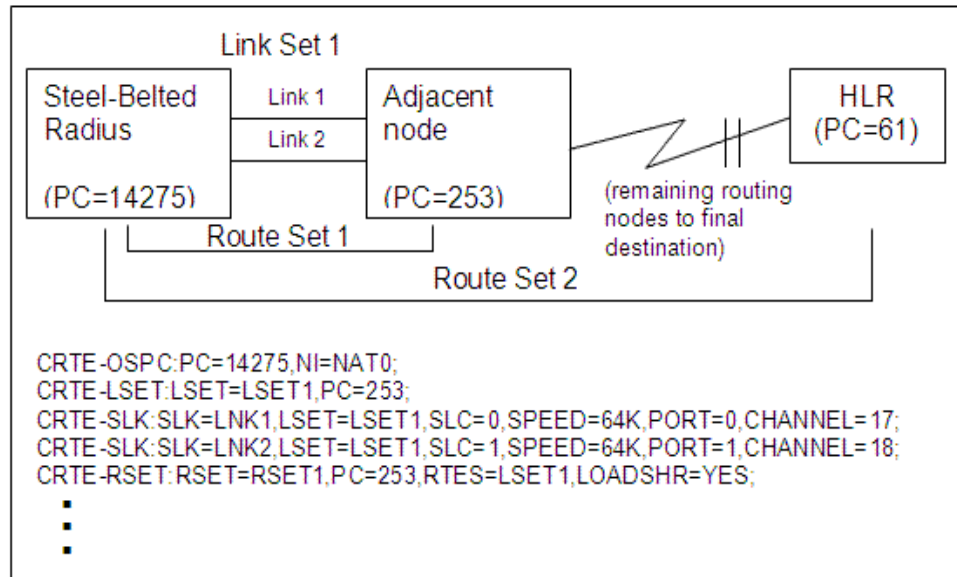 Link Set 1
Steel-Belted
Radius
(PC=14275)
Link 1
Link 2
Adjacent
node
(PC=253)
HLR
(PC=61)
(remaining routing
nodes to final
destination)
Route Set 1
Route Set 2
CRTE-OSPC:PC=14275,NI=NAT0;
CRTE-LSET:LSET=LSET1,PC=253;
CRTE-SLK:SLK=LNK1,LSET=LSET1,SLC=0,SPEED=64K,PORT=0,CHANNEL=17;
CRTE-SLK:SLK=LNK2,LSET=LSET1,SLC=1,SPEED=64K,PORT=1,CHANNEL=18;
CRTE-RSET:RSET=RSET1,PC=253,RTES=LSET1,LOADSHR=YES;